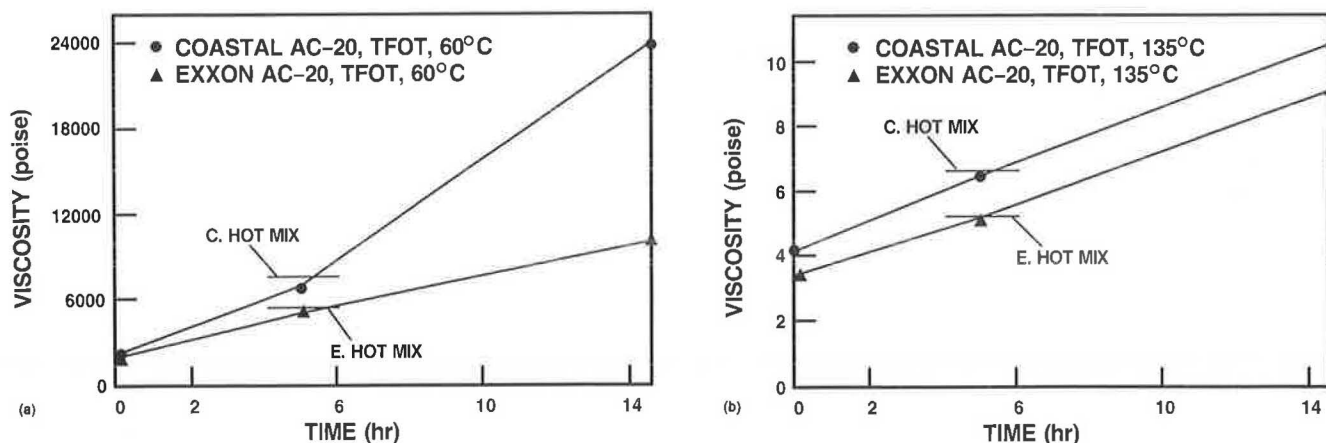 24000
18000
12000
6000
0
VISCOSITY (poise)
● COASTAL AC-20, TFOT, 60°C
▲ EXXON AC-20, TFOT, 60°C
C. HOT MIX
E. HOT MIX
0 2 6 10 14
TIME (hr)
(a)
10
8
6
4
2
0
VISCOSITY (poise)
● COASTAL AC-20, TFOT, 135°C
▲ EXXON AC-20, TFOT, 135°C
C. HOT MIX
E. HOT MIX
0 2 6 10 14
TIME (hr)
(b)